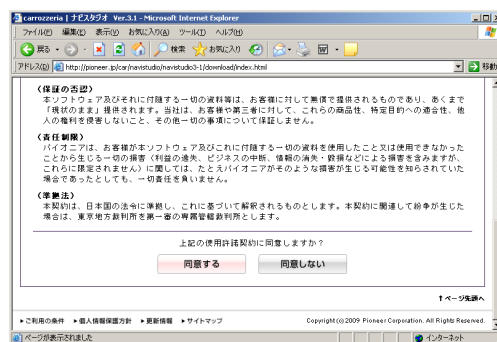 carrozzeria | ナビスタジオ Ver.3.1 - Microsoft Internet Explorer
ファイル(F) 編集(E) 表示(V) お気に入り(A) ツール(T) ヘルプ(H)
戻る 検索 お気に入り
アドレス(D) http://pioneer.jp/car/navistudio/navistudio3-1/download/index.html 移動
(保証の否認)
本ソフトウェア及びそれに付随する一切の資料等は、お客様に対して無償で提供されるものであり、あくまで
「現状のまま」提供されます。当社は、お客様や第三者に対して、これらの商品性、特定目的への適合性、他
人の権利を侵害しないこと、その他一切の事項について保証しません。
(責任制限)
パイオニアは、お客様が本ソフトウェア及びこれに付随する一切の資料を使用したこと又は使用できなかった
ことから生じる一切の損害(利益の逸失、ビジネスの中断、情報の消失・毀損などによる損害を含みますが、
これらに限定されません)に関しては、たとえパイオニアがそのような損害が生じる可能性を知らされていた
場合であったとしても、一切責任を負いません。
(準拠法)
本契約は、日本国の法令に準拠し、これに基づいて解釈されるものとします。本契約に関連して紛争が生じた
場合は、東京地方裁判所を第一審の専属管轄裁判所とします。
上記の使用許諾契約に同意しますか?
同意する 同意しない
↑ページ先頭へ
ご利用の条件 個人情報保護方針 更新情報 サイトマップ Copyright (c) 2009 Pioneer Corporation. All Rights Reserved.
ページが表示されました インターネット